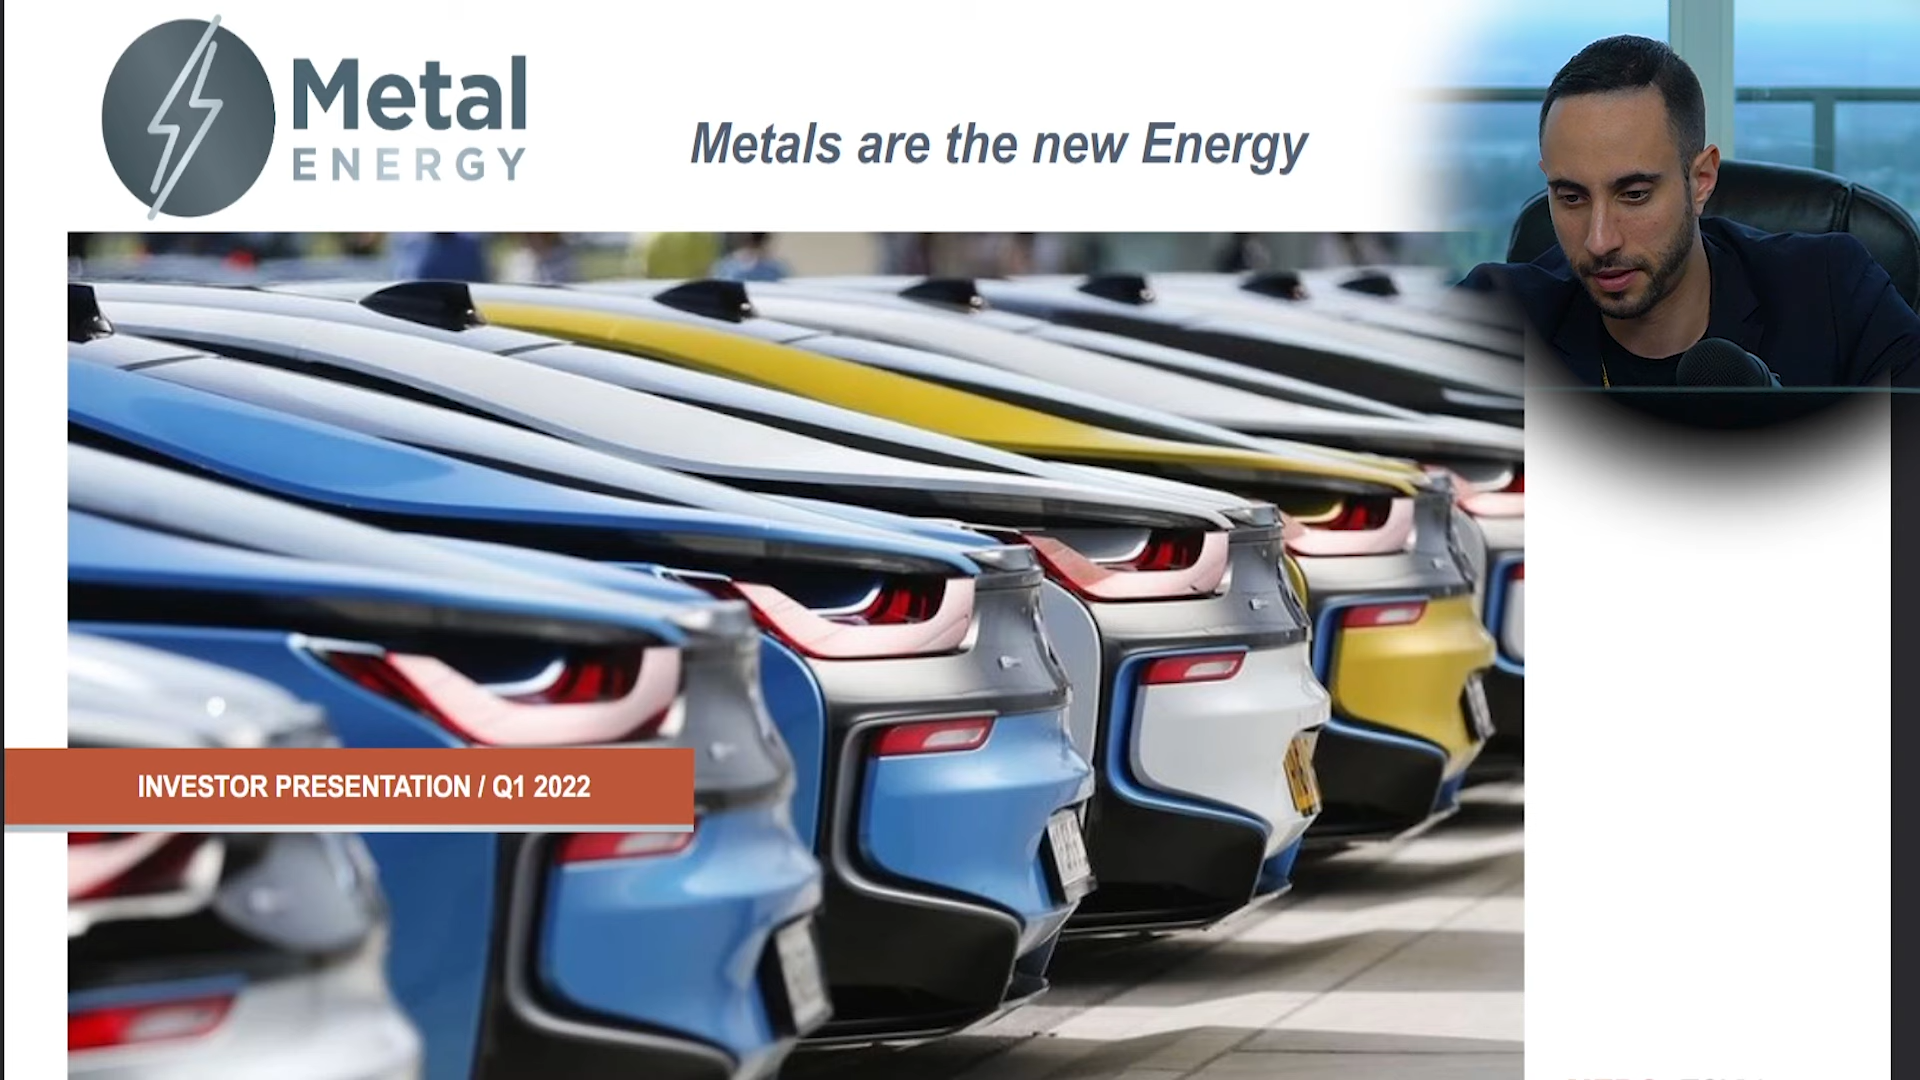 Metal
ENERGY
Metals are the new Energy
INVESTOR PRESENTATION / Q1 2022